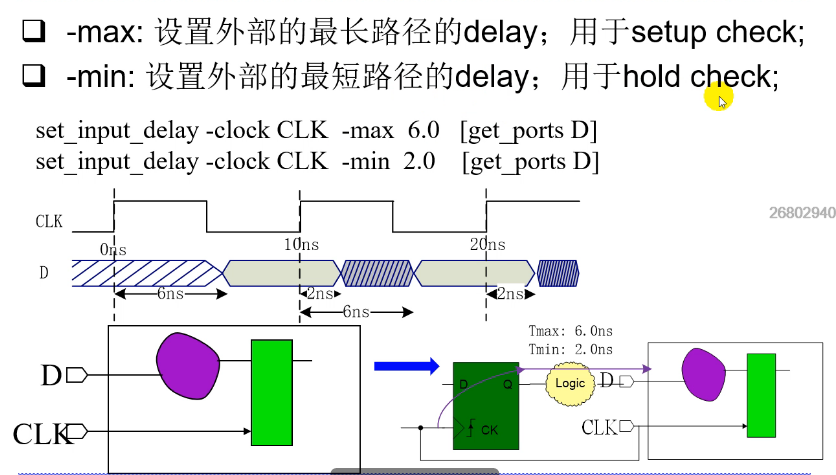 -max: 设置外部的最长路径的delay；用于setup check;
-min: 设置外部的最短路径的delay；用于hold check;
set_input_delay -clock CLK -max 6.0 [get_ports D]
set_input_delay -clock CLK -min 2.0 [get_ports D]
26802940
CLK
0ns
10ns
20ns
D
6ns
2ns
2ns
6ns
Tmax: 6.0ns
Tmin: 2.0ns
D
D
Q
Logic
D
CLK
CK
CLK